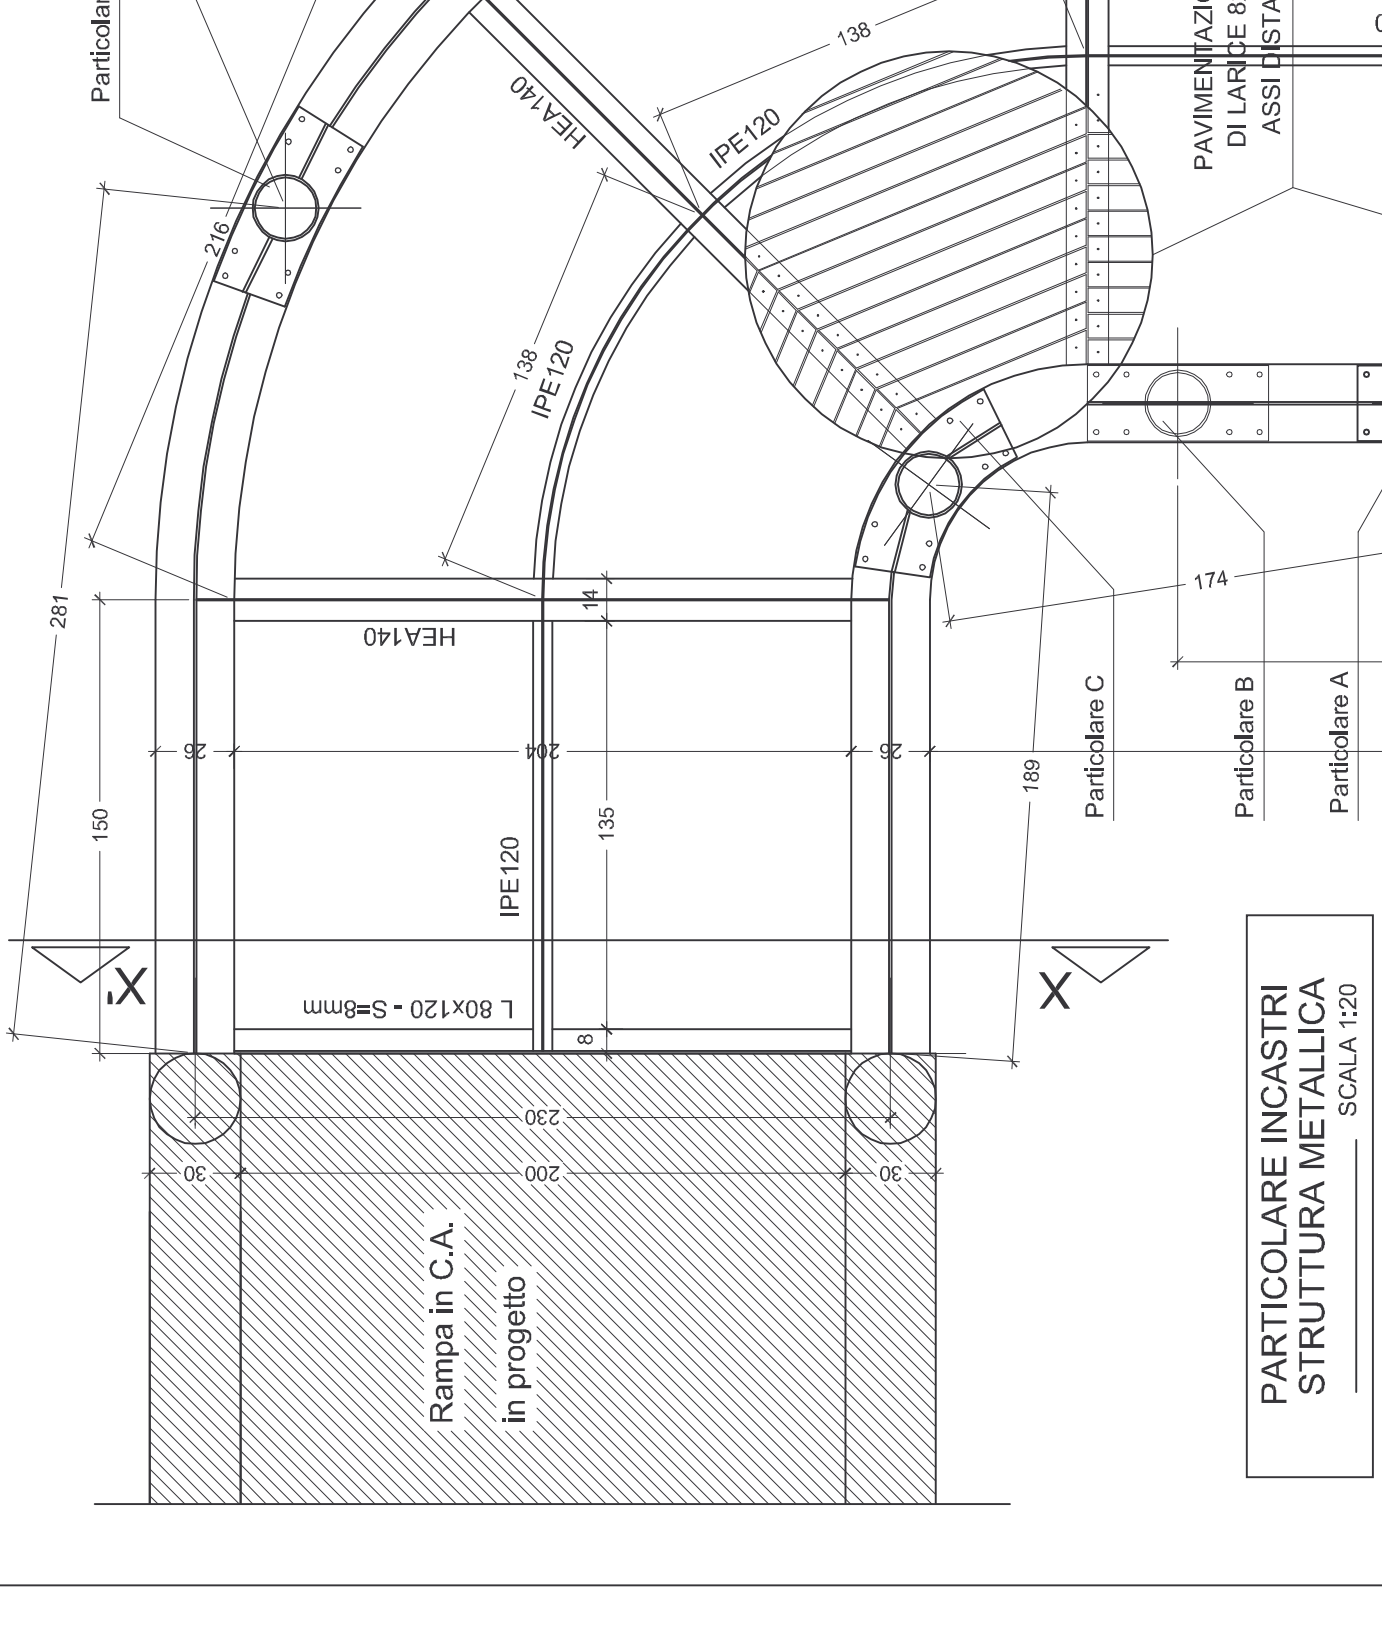 Particolar
138
HEA140
IPE120
PAVIMENTAZI
DI LARICE 8
ASSI DISTA
216
138
IPE120
281
14
HEA140
174
26
204
26
150
135
189
Particolare C
Particolare B
Particolare A
IPE120
X
X
L 80x120 - S=8mm
8
230
30
200
30
Rampa in C.A.
in progetto
PARTICOLARE INCASTRI
STRUTTURA METALLICA
SCALA 1:20